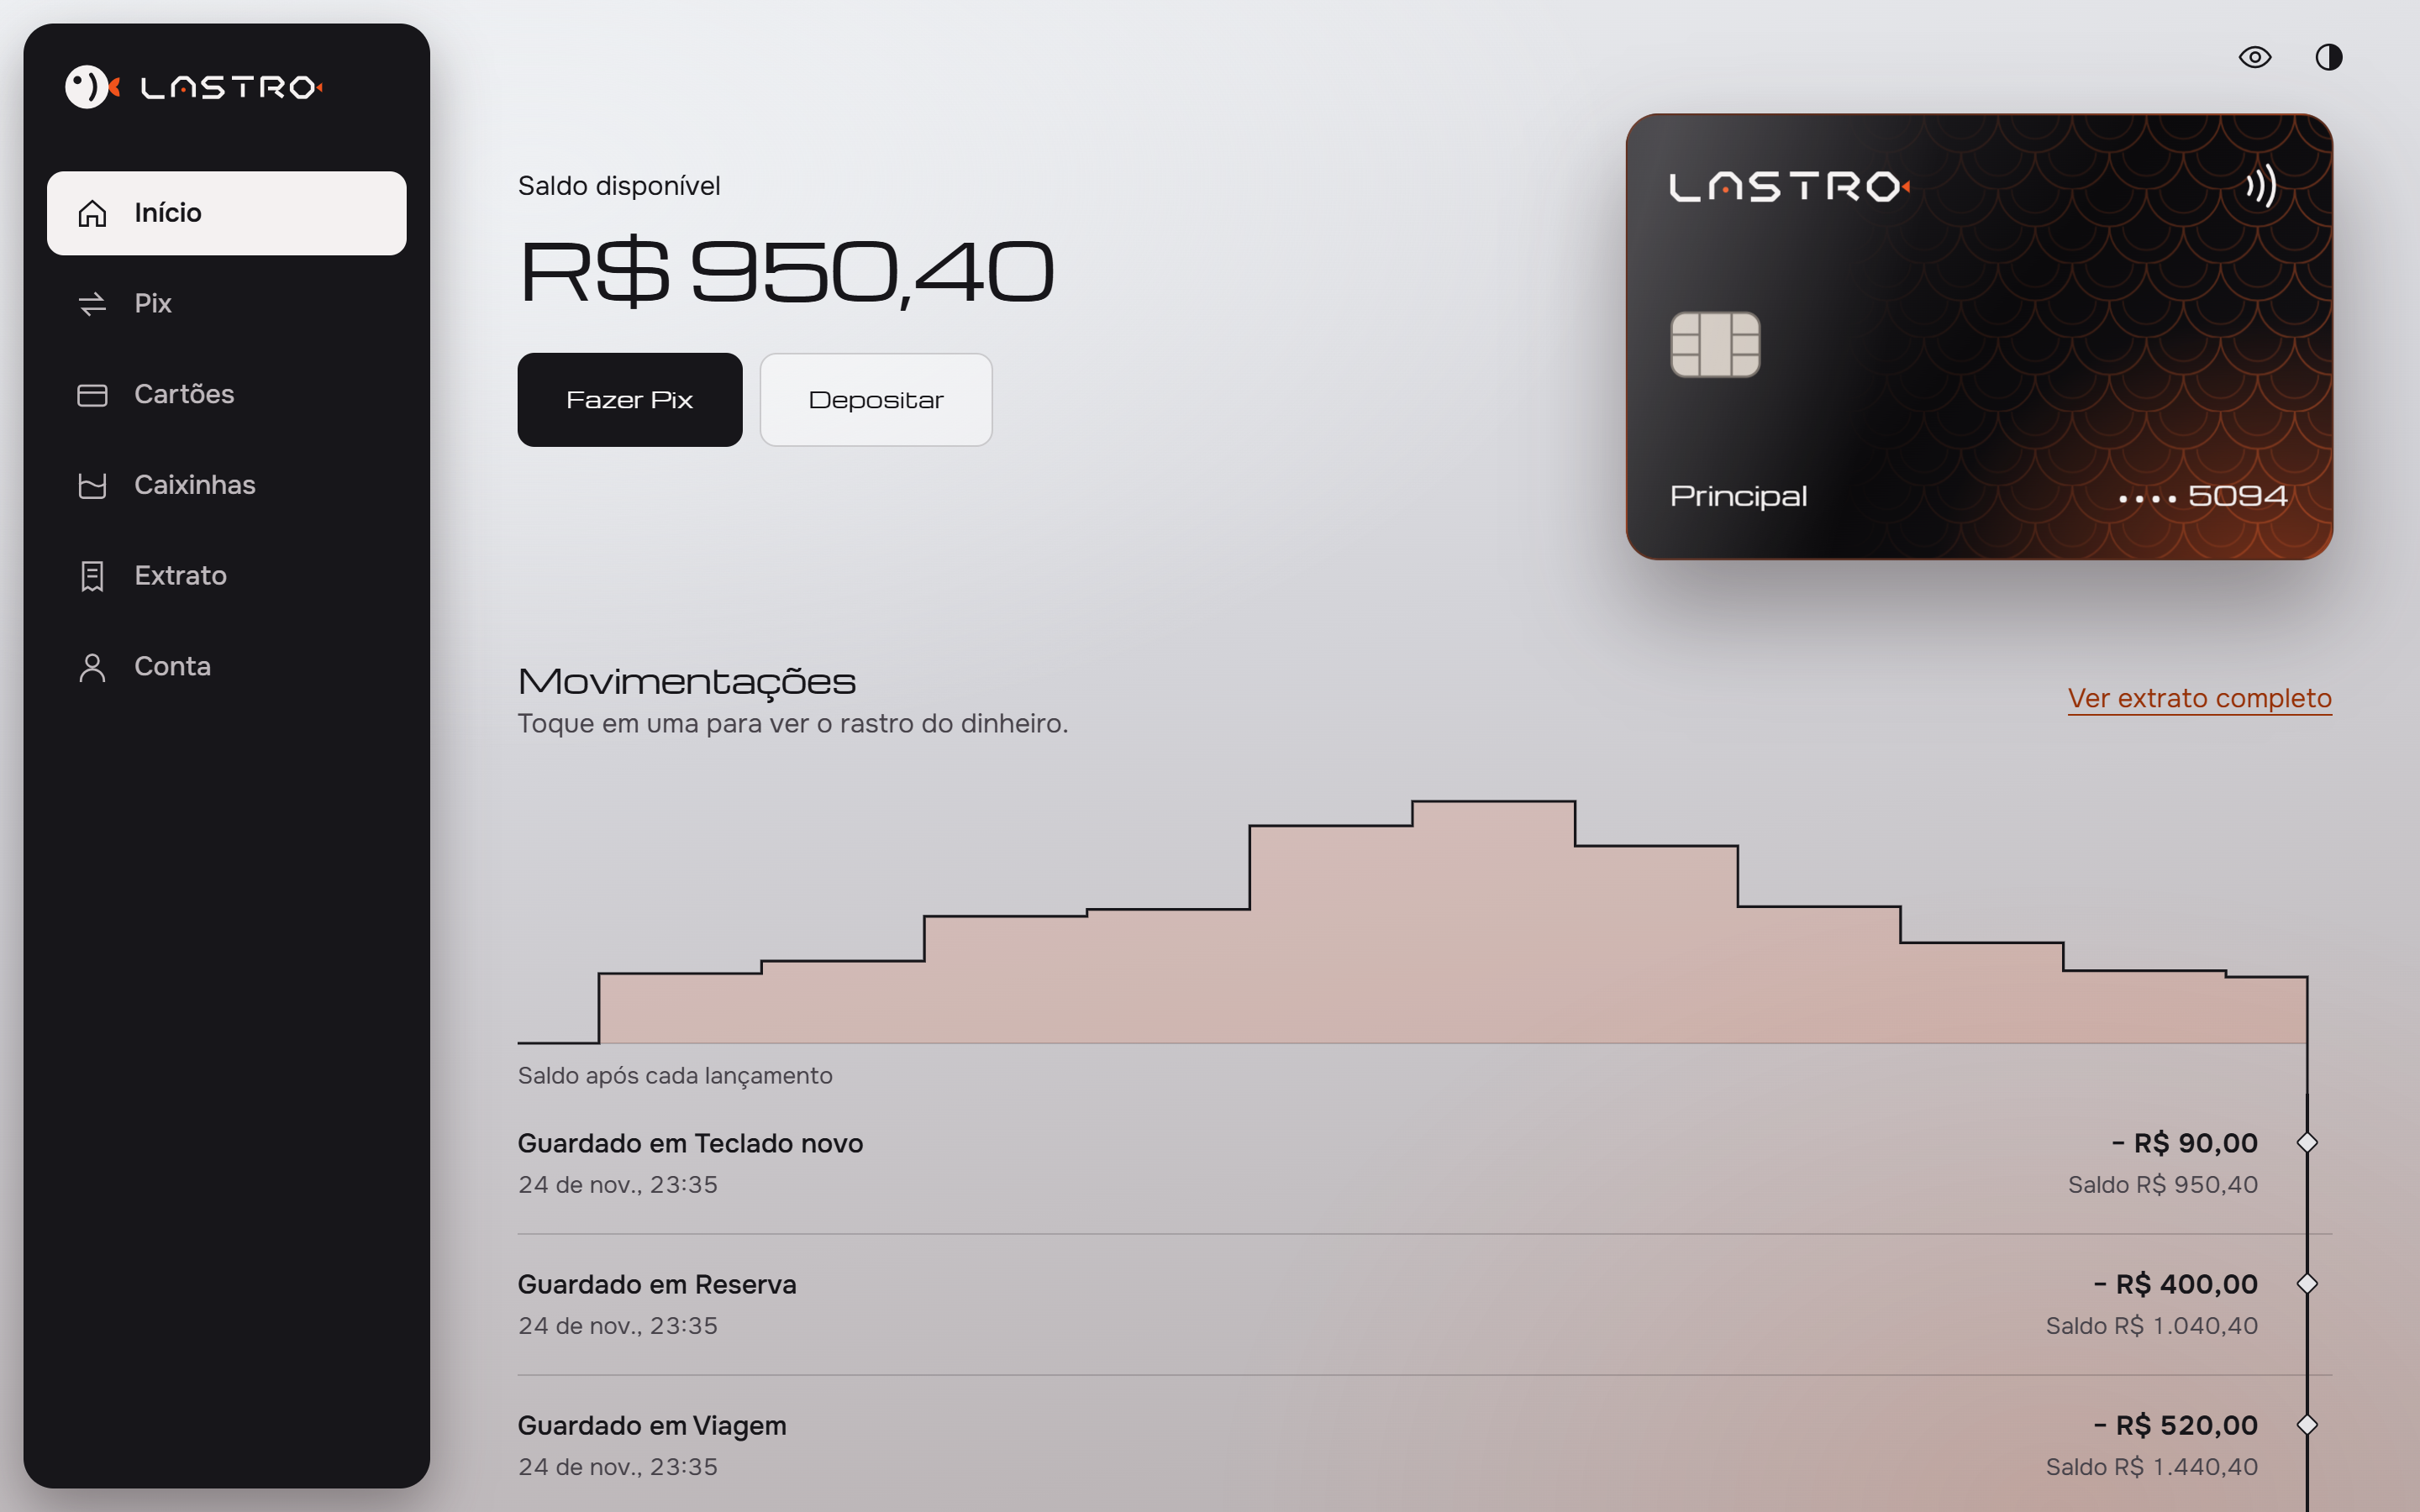 LASTRO
Início
Pix
Cartões
Caixinhas
Extrato
Conta
Saldo disponível
R$ 950,40
Fazer Pix
Depositar
LASTRO
Principal
•••• 5094
Movimentações
Toque em uma para ver o rastro do dinheiro.
Ver extrato completo
Saldo após cada lançamento
Guardado em Teclado novo
− R$ 90,00
24 de nov., 23:35
Saldo R$ 950,40
Guardado em Reserva
− R$ 400,00
24 de nov., 23:35
Saldo R$ 1.040,40
Guardado em Viagem
− R$ 520,00
24 de nov., 23:35
Saldo R$ 1.440,40